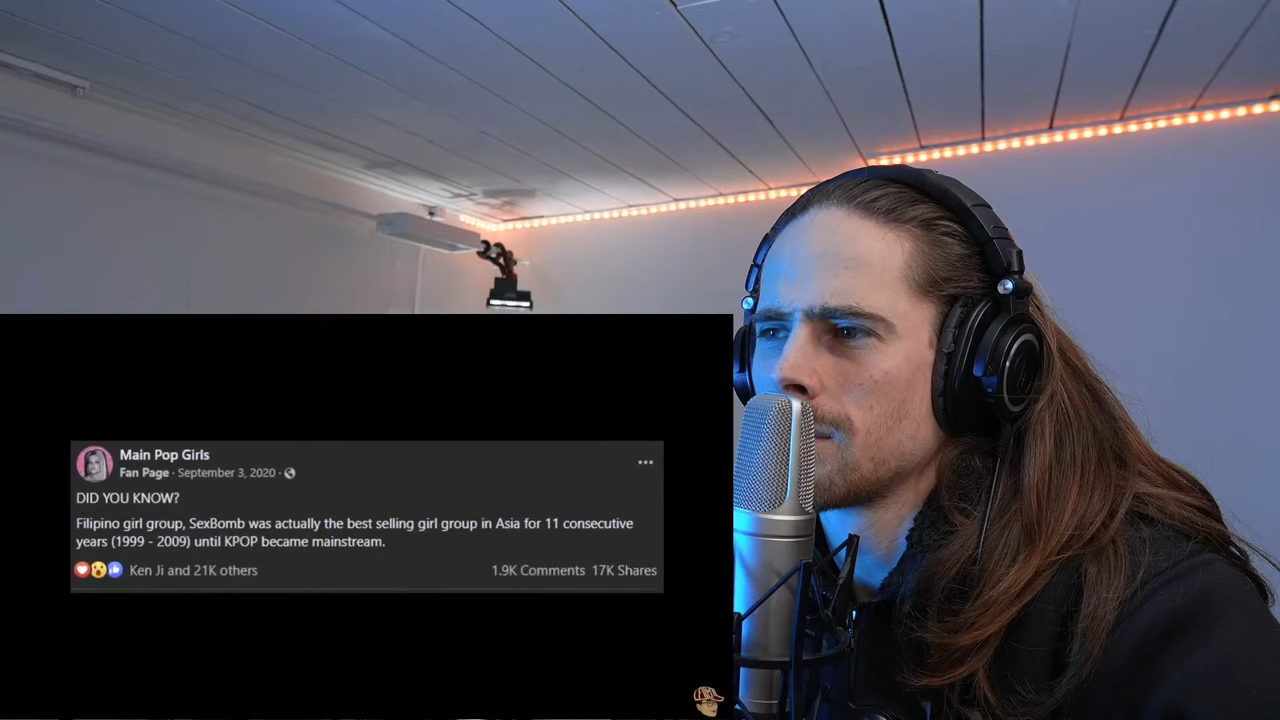 Main Pop Girls
Fan Page · September 3, 2020 ·
DID YOU KNOW?
Filipino girl group, SexBomb was actually the best selling girl group in Asia for 11 consecutive
years (1999 - 2009) until KPOP became mainstream.
Ken Ji and 21K others 1.9K Comments 17K Shares